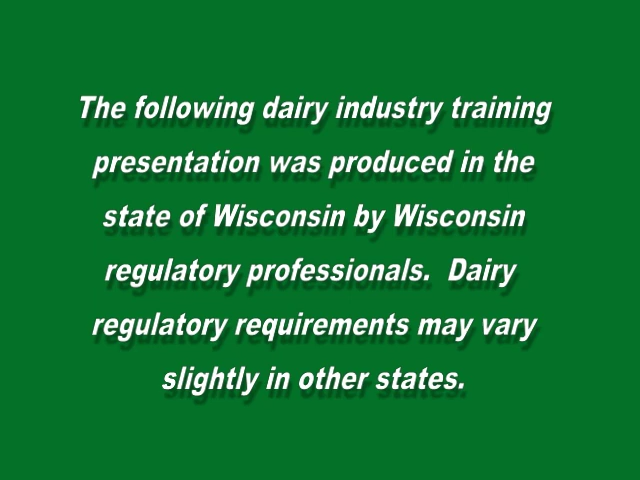 The following dairy industry training
presentation was produced in the
state of Wisconsin by Wisconsin
regulatory professionals.  Dairy
regulatory requirements may vary
slightly in other states.